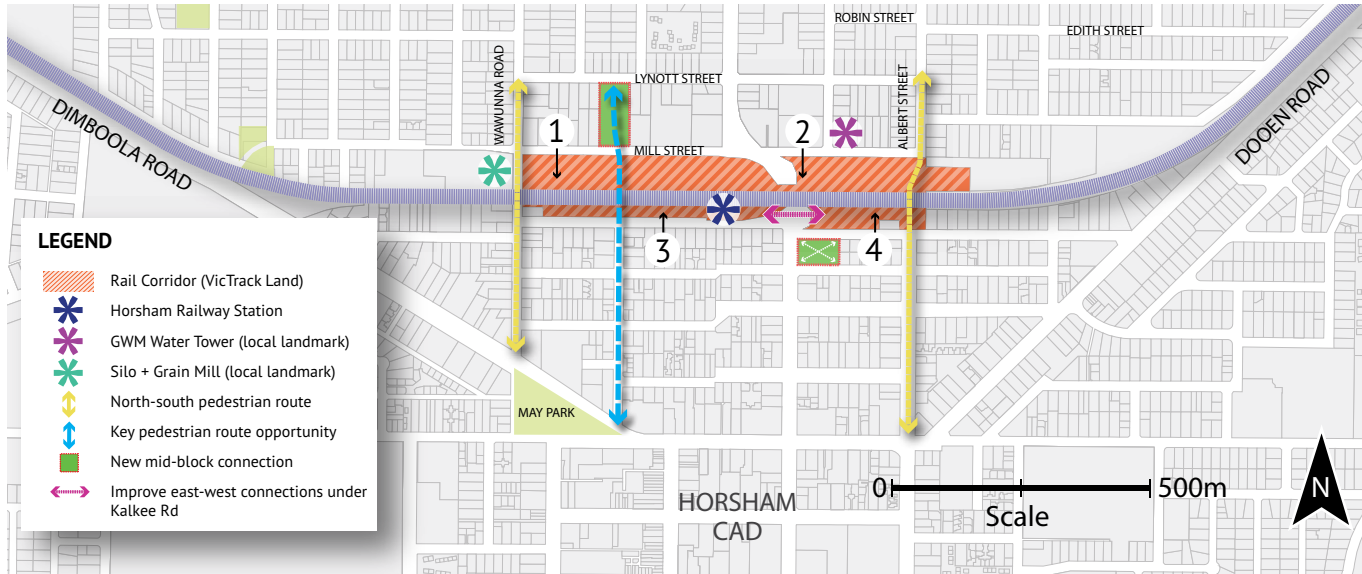 ROBIN STREET
EDITH STREET
WAWUNNA ROAD
LYNOTT STREET
ALBERT STREET
DIMBOOLA ROAD
DOOEN ROAD
1
2
MILL STREET
3
4
LEGEND
Rail Corridor (VicTrack Land)
Horsham Railway Station
GWM Water Tower (local landmark)
Silo + Grain Mill (local landmark)
North-south pedestrian route
Key pedestrian route opportunity
New mid-block connection
Improve east-west connections under
Kalkee Rd
MAY PARK
HORSHAM
CAD
0
500m
Scale
N